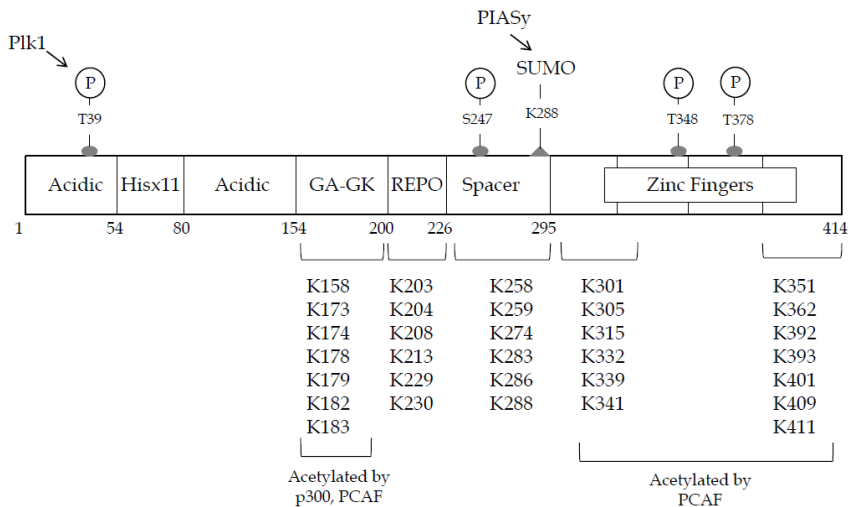 PIASy
Plk1
SUMO
P P P P
T39 S247 K288 T348 T378
Acidic Hisx11 Acidic GA-GK REPO Spacer Zinc Fingers
1 54 80 154 200 226 295 414
K158 K203 K258 K301 K351
K173 K204 K259 K305 K362
K174 K208 K274 K315 K392
K178 K213 K283 K332 K393
K179 K229 K286 K339 K401
K182 K230 K288 K341 K409
K183 K411
Acetylated by
p300, PCAF
Acetylated by
PCAF